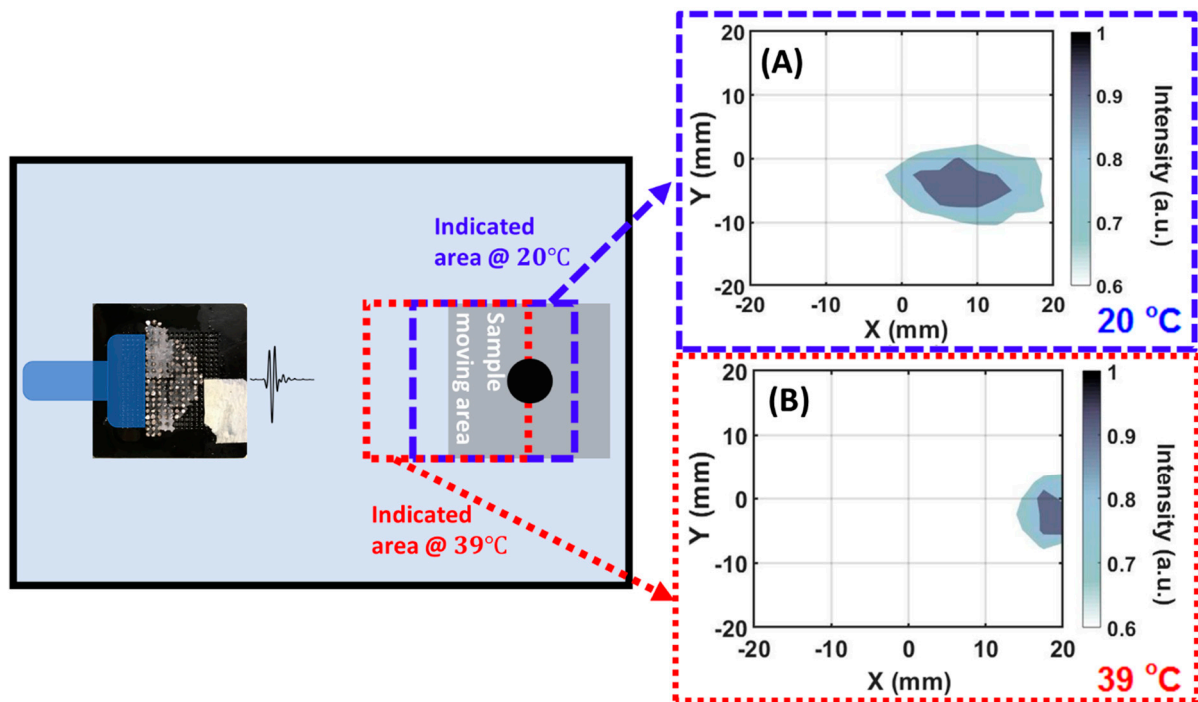 Indicated
area @ 20°C
Sample
moving area
Indicated
area @ 39°C
(A)
20
10
0
-10
-20
Y (mm)
-20
-10
0
10
20
X (mm)
1
0.9
0.8
0.7
0.6
Intensity (a.u.)
20 °C
(B)
20
10
0
-10
-20
Y (mm)
-20
-10
0
10
20
X (mm)
1
0.9
0.8
0.7
0.6
Intensity (a.u.)
39 °C